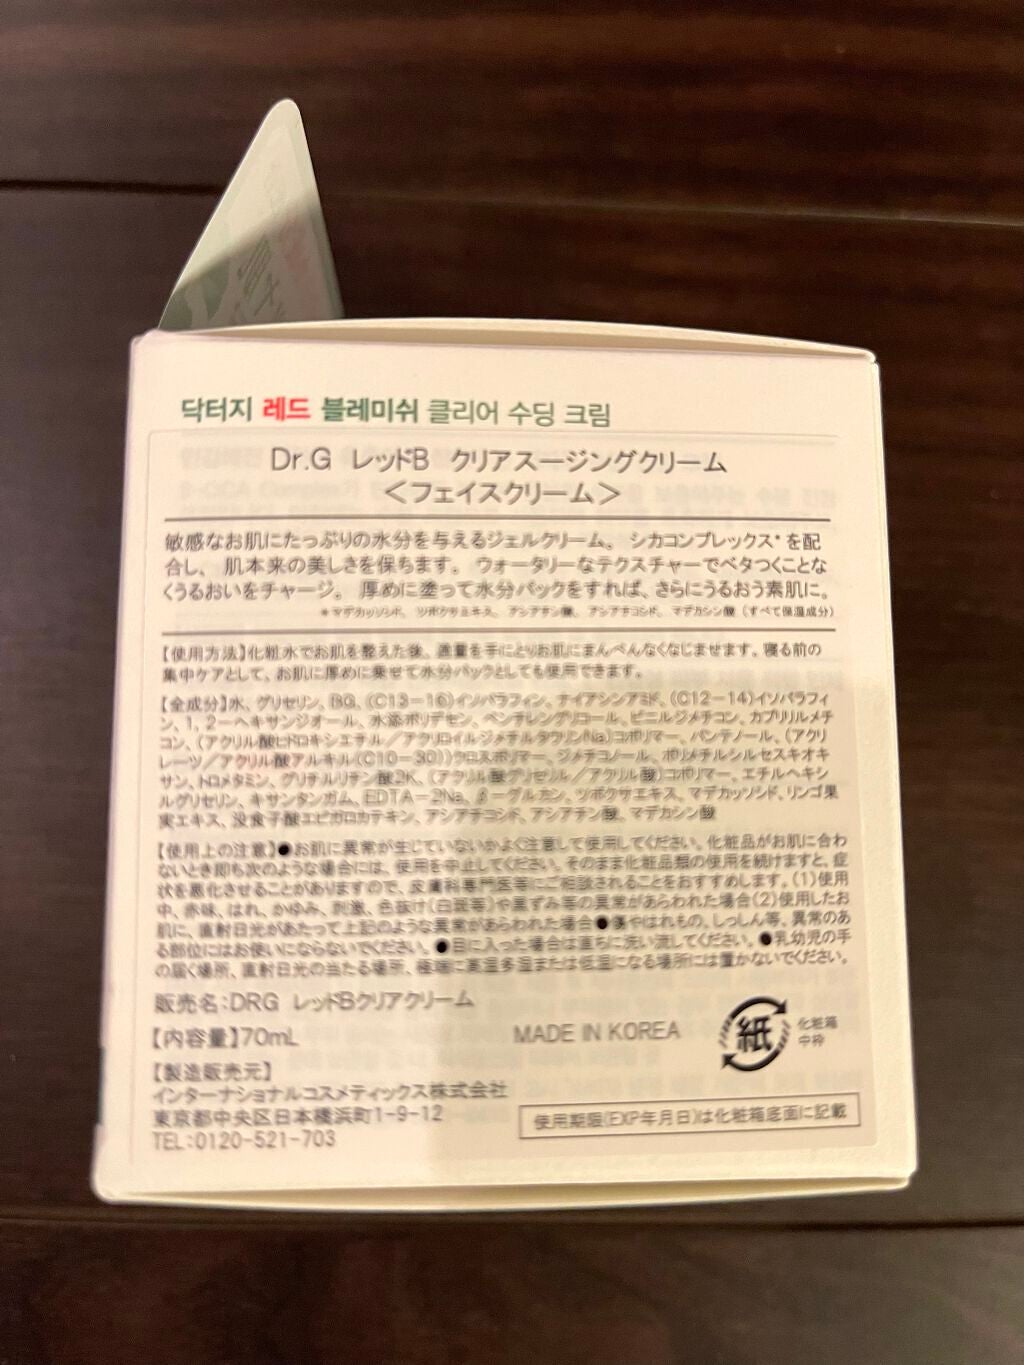 닥터지 레드 블레미쉬 클리어 수딩 크림
Dr.G レッドB クリアスージングクリーム
＜フェイスクリーム＞
敏感なお肌にたっぷりの水分を与えるジェルクリーム。 シカコンプレックス*を配
合し、 肌本来の美しさを保ちます。 ウォータリーなテクスチャーでベタつくことな
くうるおいをチャージ。 厚めに塗って水分パックをすれば、さらにうるおう素肌に。
*マデカッソシド、 ツボクサエキス、 アシアチン酸、 アシアチコシド、 マデカシン酸 (すべて保湿成分)
【使用方法】化粧水でお肌を整えた後、適量を手にとりお肌にまんべんなくなじませます。寝る前の
集中ケアとして、お肌に厚めに乗せて水分パックとしても使用できます。
【全成分】水、グリセリン、BG、(C13-16)イソパラフィン、ナイアシンアミド、(C12-14)イソパラフィ
ン、1, 2-ヘキサンジオール、水添ポリデセン、ペンチレングリコール、ビニルジメチコン、カプリリルメチ
コン、(アクリル酸ヒドロキシエチル/アクリロイルジメチルタウリンNa)コポリマー、パンテノール、(アクリ
レーツ/アクリル酸アルキル(C10-30))クロスポリマー、ジメチコノール、ポリメチルシルセスキオキ
サン、トロメタミン、グリチルリチン酸2K、(アクリル酸グリセリル/アクリル酸)コポリマー、エチルヘキシ
ルグリセリン、キサンタンガム、EDTA-2Na、β-グルカン、ツボクサエキス、マデカッソシド、リンゴ果
実エキス、没食子酸エピガロカテキン、アシアチコシド、アシアチン酸、マデカシン酸
【使用上の注意】●お肌に異常が生じていないかよく注意して使用してください。化粧品がお肌に合わ
ないとき即ち次のような場合には、使用を中止してください。そのまま化粧品類の使用を続けますと、症
状を悪化させることがありますので、皮膚科専門医等にご相談されることをおすすめします。(1)使用
中、赤味、はれ、かゆみ、刺激、色抜け(白斑等)や黒ずみ等の異常があらわれた場合(2)使用したお
肌に、直射日光があたって上記のような異常があらわれた場合●傷やはれもの、しっしん等、異常のあ
る部位にはお使いにならないでください。●目に入った場合は直ちに洗い流してください。●乳幼児の手
の届く場所、直射日光の当たる場所、極端に高温多湿または低温になる場所には置かないでください。
販売名:DRG レッドBクリアクリーム
【内容量】70mL
MADE IN KOREA
紙
化粧箱
中枠
【製造販売元】
インターナショナルコスメティックス株式会社
東京都中央区日本橋浜町1-9-12
TEL:0120-521-703
使用期限(EXP年月日)は化粧箱底面に記載